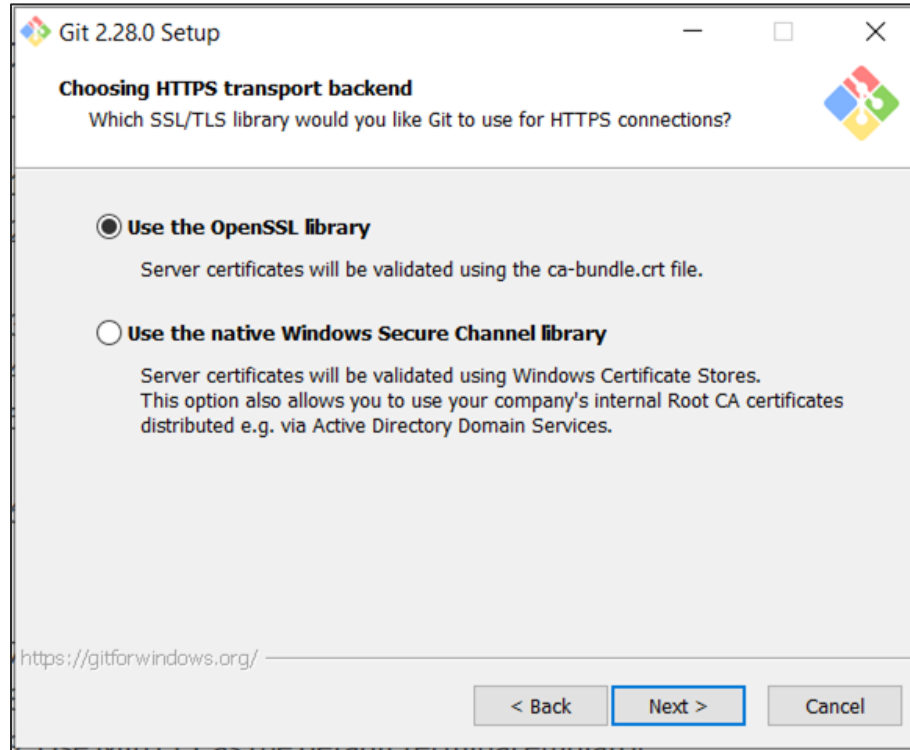 Git 2.28.0 Setup
Choosing HTTPS transport backend
Which SSL/TLS library would you like Git to use for HTTPS connections?
Use the OpenSSL library
Server certificates will be validated using the ca-bundle.crt file.
Use the native Windows Secure Channel library
Server certificates will be validated using Windows Certificate Stores.
This option also allows you to use your company's internal Root CA certificates
distributed e.g. via Active Directory Domain Services.
https://gitforwindows.org/
< Back
Next >
Cancel